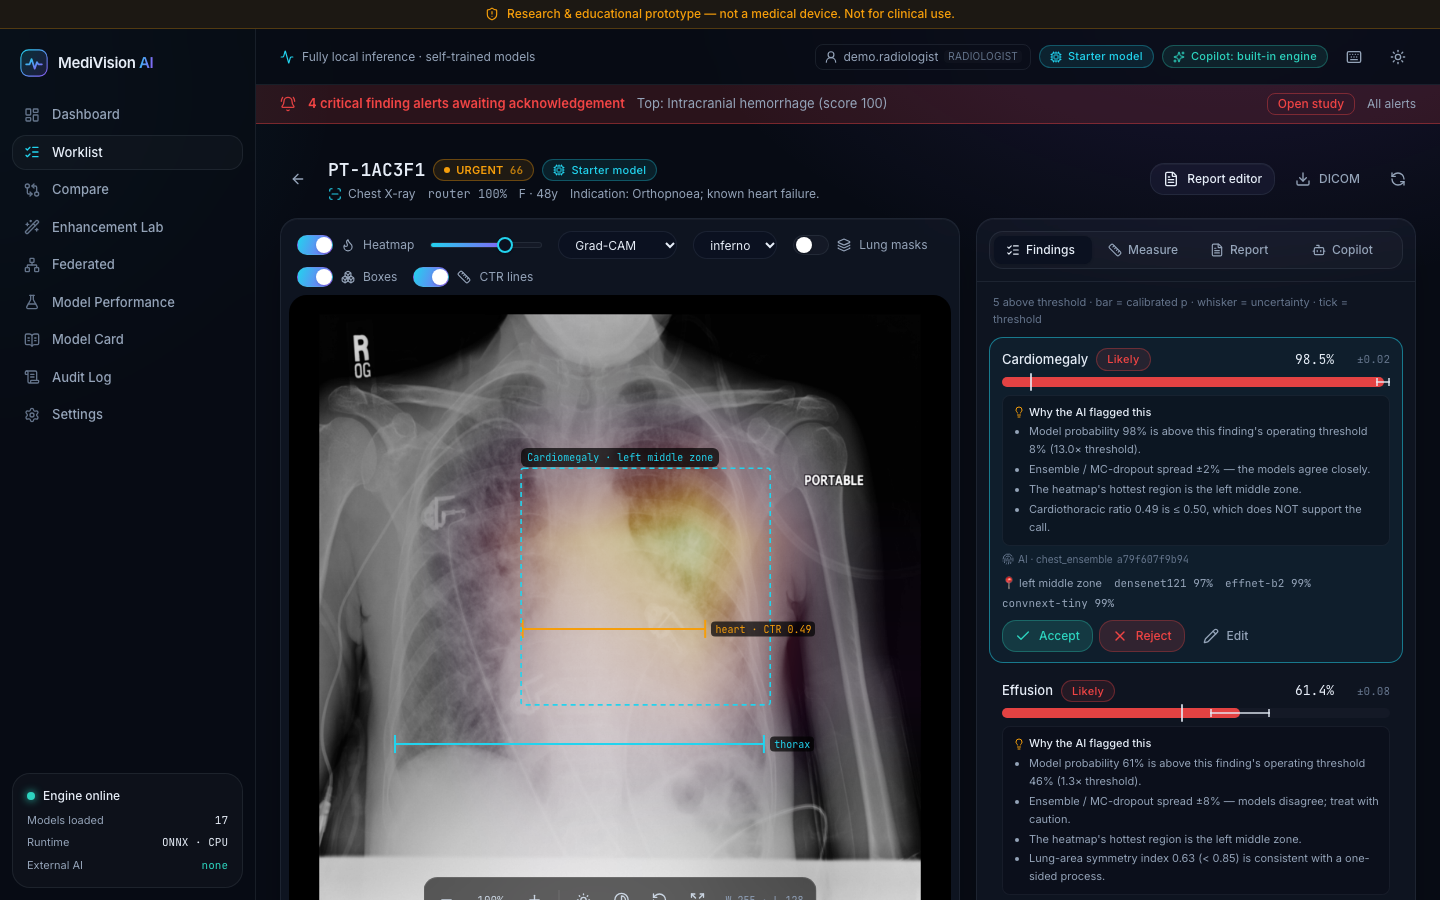 Research & educational prototype — not a medical device. Not for clinical use.
MediVision AI
Dashboard
Worklist
Compare
Enhancement Lab
Federated
Model Performance
Model Card
Audit Log
Settings
Engine online
Models loaded 17
Runtime ONNX · CPU
External AI none
Fully local inference · self-trained models
demo.radiologist RADIOLOGIST
Starter model
Copilot: built-in engine
4 critical finding alerts awaiting acknowledgement Top: Intracranial hemorrhage (score 100)
Open study
All alerts
PT-1AC3F1 URGENT 66 Starter model
Chest X-ray router 100% F · 48y Indication: Orthopnoea; known heart failure.
Report editor
DICOM
Heatmap Grad-CAM inferno Lung masks
Boxes CTR lines
R
OG
Cardiomegaly · left middle zone
PORTABLE
heart · CTR 0.49
thorax
100%
Findings Measure Report Copilot
5 above threshold · bar = calibrated p · whisker = uncertainty · tick =
threshold
Cardiomegaly Likely 98.5% ±0.02
Why the AI flagged this
Model probability 98% is above this finding's operating threshold
8% (13.0× threshold).
Ensemble / MC-dropout spread ±2% — the models agree closely.
The heatmap's hottest region is the left middle zone.
Cardiothoracic ratio 0.49 is ≤ 0.50, which does NOT support the
call.
AI · chest_ensemble a79f607f9b94
left middle zone densenet121 97% effnet-b2 99%
convnext-tiny 99%
Accept Reject Edit
Effusion Likely 61.4% ±0.08
Why the AI flagged this
Model probability 61% is above this finding's operating threshold
46% (1.3× threshold).
Ensemble / MC-dropout spread ±8% — models disagree; treat with
caution.
The heatmap's hottest region is the left middle zone.
Lung-area symmetry index 0.63 (< 0.85) is consistent with a one-
sided process.